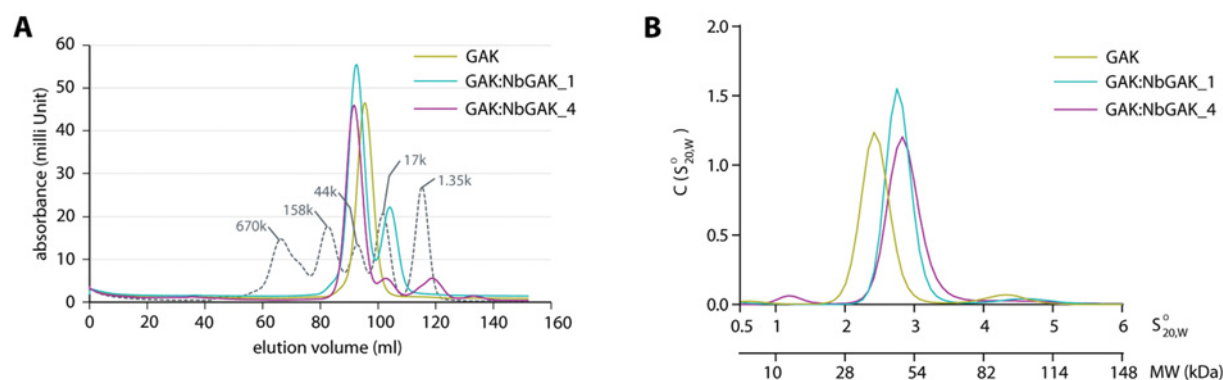 A
absorbance (milli Unit)
60
50
40
30
20
10
0
0
20
40
60
80
100
120
140
160
elution volume (ml)
670k
158k
44k
17k
1.35k
GAK
GAK:NbGAK_1
GAK:NbGAK_4
B
C (S°20,W)
2.0
1.5
1.0
0.5
0.0
GAK
GAK:NbGAK_1
GAK:NbGAK_4
0.5 1 2 3 4 5 6 S°20,W
10 28 54 82 114 148 MW (kDa)